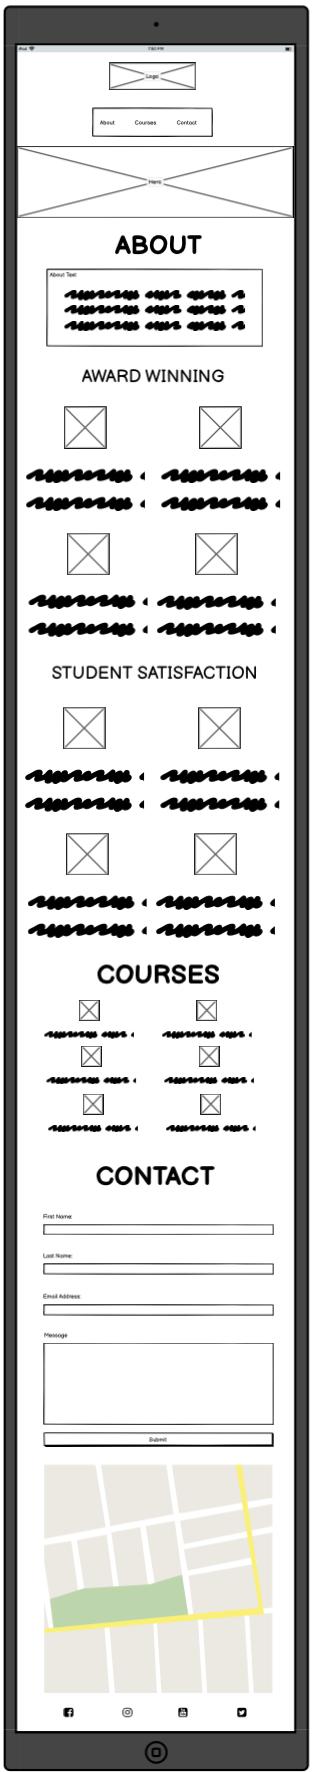 iPad 7:50 PM
Logo
About Courses Contact
Hero
ABOUT
About Text
AWARD WINNING
STUDENT SATISFACTION
COURSES
CONTACT
First Name:
Last Name:
Email Address:
Message
Submit